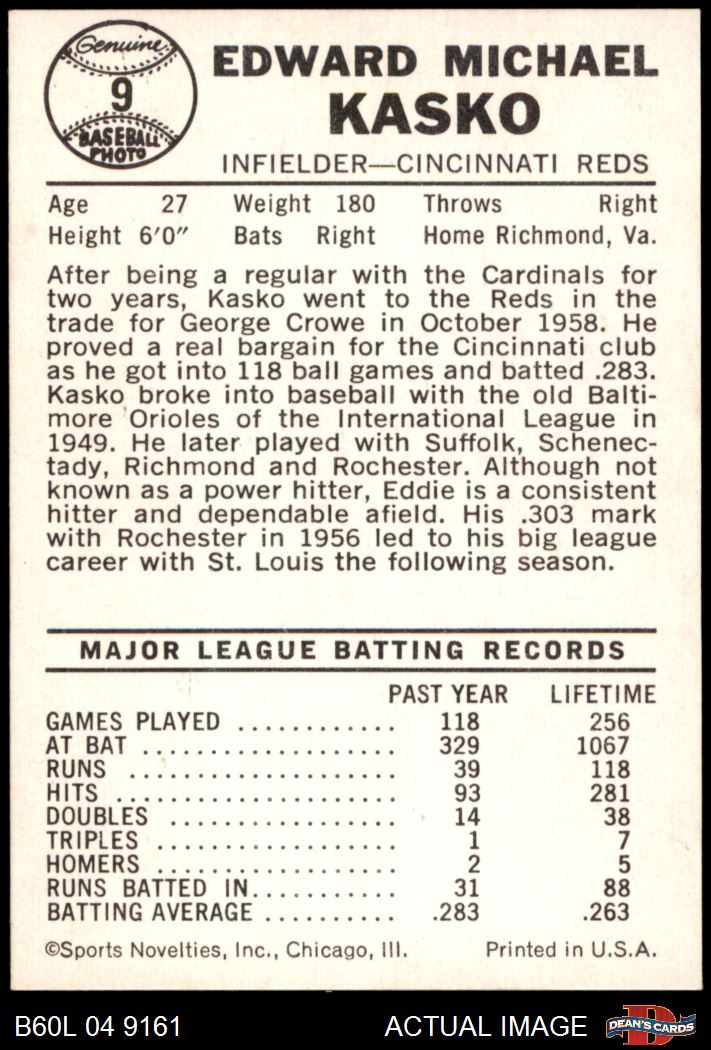 Genuine
9
BASEBALL
PHOTO
EDWARD MICHAEL
KASKO
INFIELDER—CINCINNATI REDS
Age 27 Weight 180 Throws Right
Height 6'0" Bats Right Home Richmond, Va.
After being a regular with the Cardinals for
two years, Kasko went to the Reds in the
trade for George Crowe in October 1958. He
proved a real bargain for the Cincinnati club
as he got into 118 ball games and batted .283.
Kasko broke into baseball with the old Balti-
more Orioles of the International League in
1949. He later played with Suffolk, Schenec-
tady, Richmond and Rochester. Although not
known as a power hitter, Eddie is a consistent
hitter and dependable afield. His .303 mark
with Rochester in 1956 led to his big league
career with St. Louis the following season.
MAJOR LEAGUE BATTING RECORDS
PAST YEAR LIFETIME
GAMES PLAYED ............ 118 256
AT BAT .................... 329 1067
RUNS ..................... 39 118
HITS ...................... 93 281
DOUBLES .................. 14 38
TRIPLES ................... 1 7
HOMERS ................... 2 5
RUNS BATTED IN........... 31 88
BATTING AVERAGE .......... .283 .263
©Sports Novelties, Inc., Chicago, Ill. Printed in U.S.A.
B60L 04 9161 ACTUAL IMAGE D DEAN'S CARDS